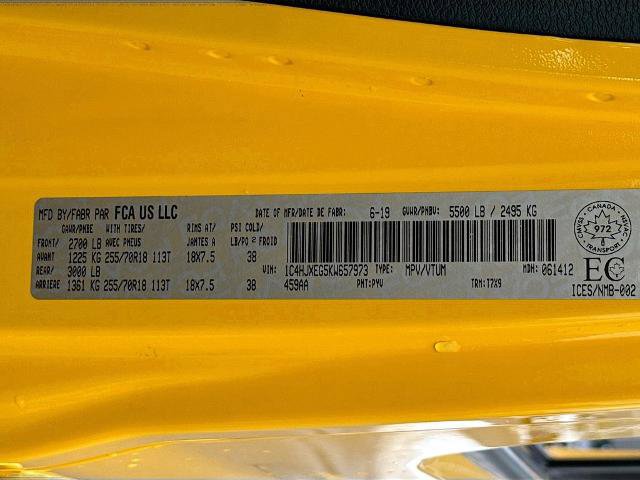 MFD BY/FABR PAR FCA US LLC DATE OF MFR/DATE DE FABR: 6-19 GVWR/PNBV: 5500 LB / 2495 KG
GAWR/PNBE WITH TIRES/ RIMS AT/ PSI COLD/
FRONT/ 2700 LB AVEC PNEUS JANTES A LB/PO² FROID
AVANT 1225 KG 255/70R18 113T 18X7.5 38
REAR/ 3000 LB
ARRIERE 1361 KG 255/70R18 113T 18X7.5 38
VIN: 1C4HJXEG5KW657973 TYPE: MPV/VTUM MDH: 061412
459AA PNT:PYV TRM:T7X9
CANADA
972
TRANSPORT
EC
ICES/NMB-002